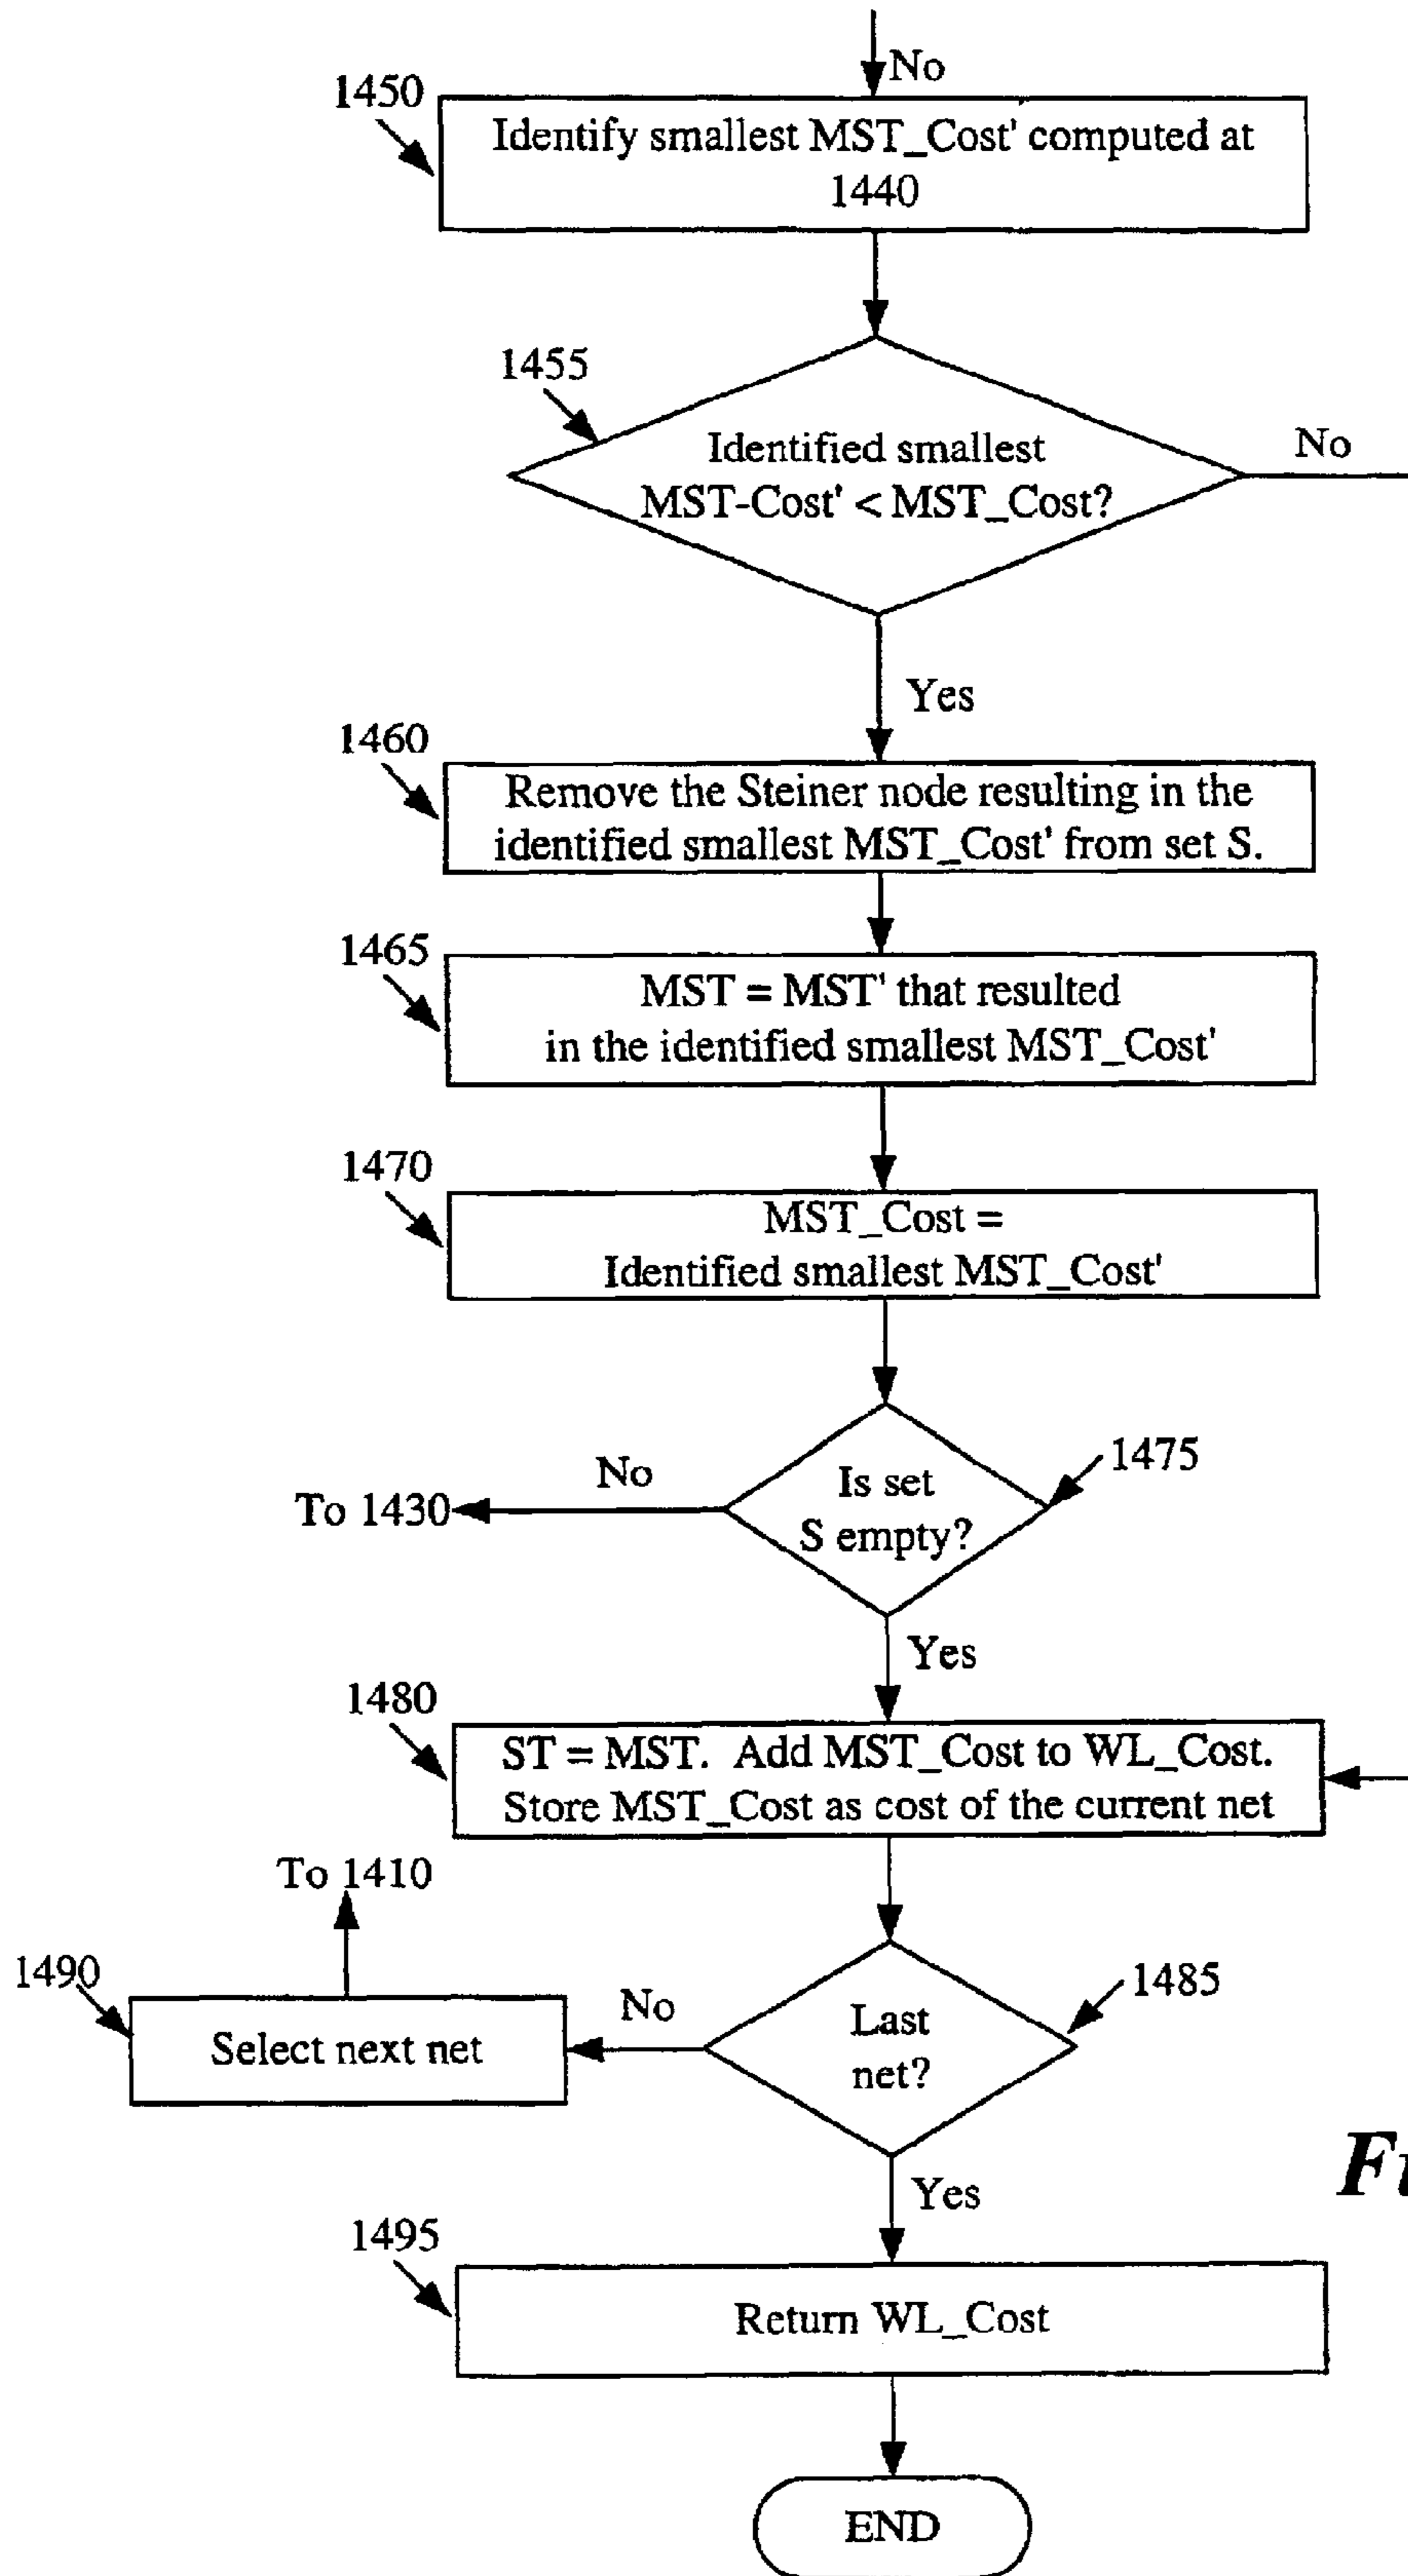 No
1450
Identify smallest MST_Cost' computed at
1440
1455
Identified smallest
MST-Cost' < MST_Cost?
No
Yes
1460
Remove the Steiner node resulting in the
identified smallest MST_Cost' from set S.
1465
MST = MST' that resulted
in the identified smallest MST_Cost'
1470
MST_Cost =
Identified smallest MST_Cost'
1475
No
Is set
S empty?
To 1430
Yes
1480
ST = MST. Add MST_Cost to WL_Cost.
Store MST_Cost as cost of the current net
To 1410
1490
Select next net
No
1485
Last
net?
Yes
1495
Return WL_Cost
END